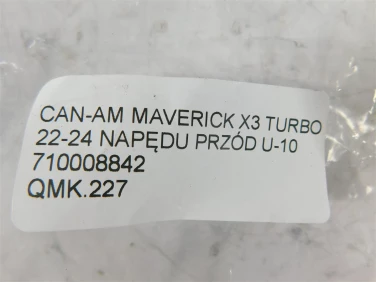 CAN-AM MAVERICK X3 TURBO
22-24 NAPĘDU PRZÓD U-10
710008842
QMK.227